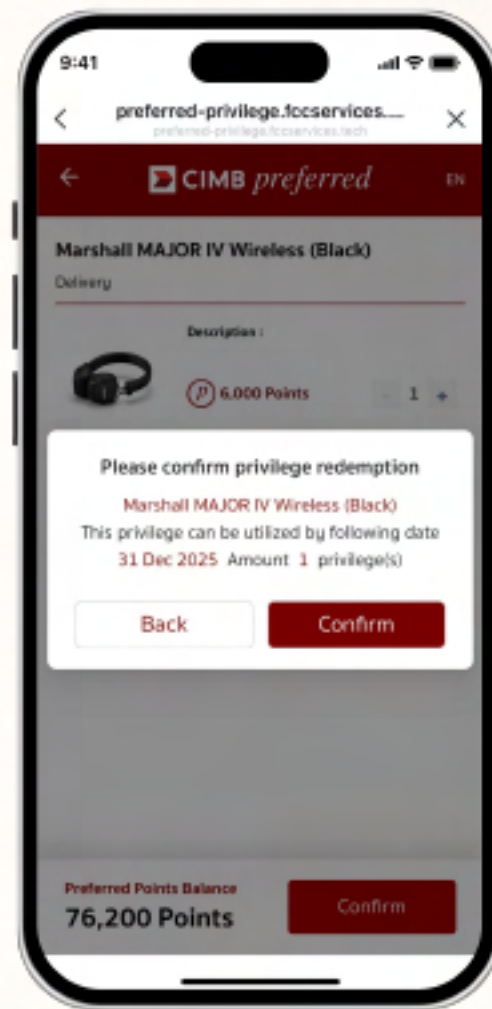 9:41
preferred-privilege.fccservices....
preferred-privilege.fccservices.tech
CIMB preferred
EN
Marshall MAJOR IV Wireless (Black)
Delivery
Description :
P 6,000 Points
- 1 +
Please confirm privilege redemption
Marshall MAJOR IV Wireless (Black)
This privilege can be utilized by following date
31 Dec 2025 Amount 1 privilege(s)
Back
Confirm
Preferred Points Balance
76,200 Points
Confirm